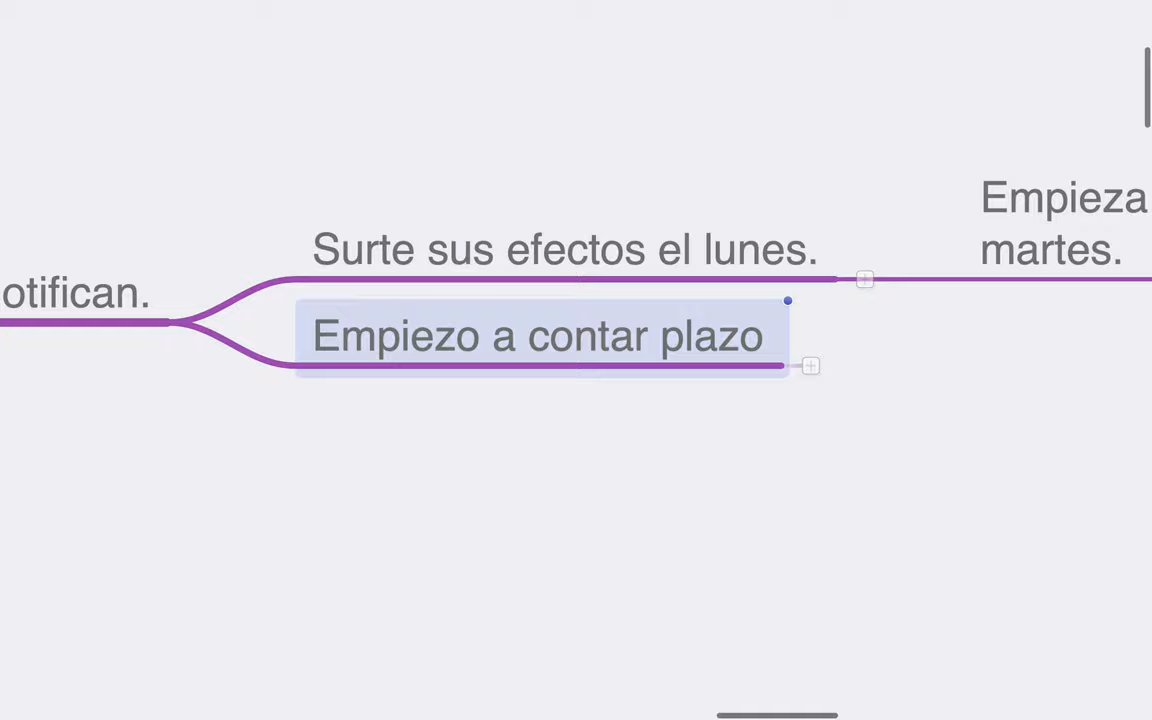 Empieza
Surte sus efectos el lunes.
martes.
otifican.
Empiezo a contar plazo